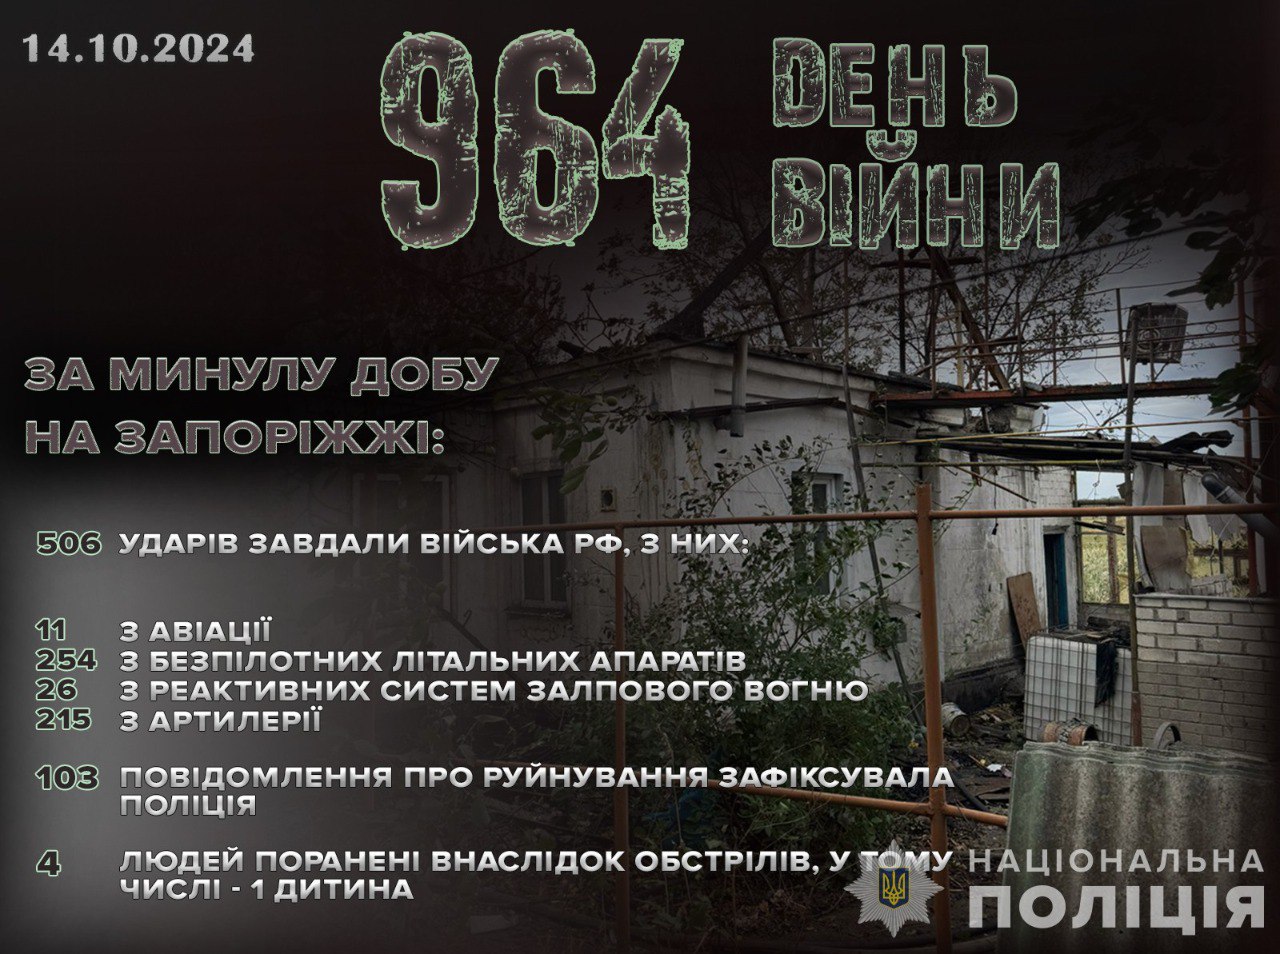 14.10.2024
964
DЕНЬ
ВІЙНИ
ЗА МИНУЛУ ДОБУ
НА ЗАПОРІЖЖІ:
506 УДАРІВ ЗАВДАЛИ ВІЙСЬКА РФ, З НИХ:
11 З АВІАЦІЇ
254 З БЕЗПІЛОТНИХ ЛІТАЛЬНИХ АПАРАТІВ
26 З РЕАКТИВНИХ СИСТЕМ ЗАЛПОВОГО ВОГНЮ
215 З АРТИЛЕРІЇ
103 ПОВІДОМЛЕННЯ ПРО РУЙНУВАННЯ ЗАФІКСУВАЛА
ПОЛІЦІЯ
4 ЛЮДЕЙ ПОРАНЕНІ ВНАСЛІДОК ОБСТРІЛІВ, У ТОМУ
ЧИСЛІ - 1 ДИТИНА
НАЦІОНАЛЬНА
ПОЛІЦІЯ